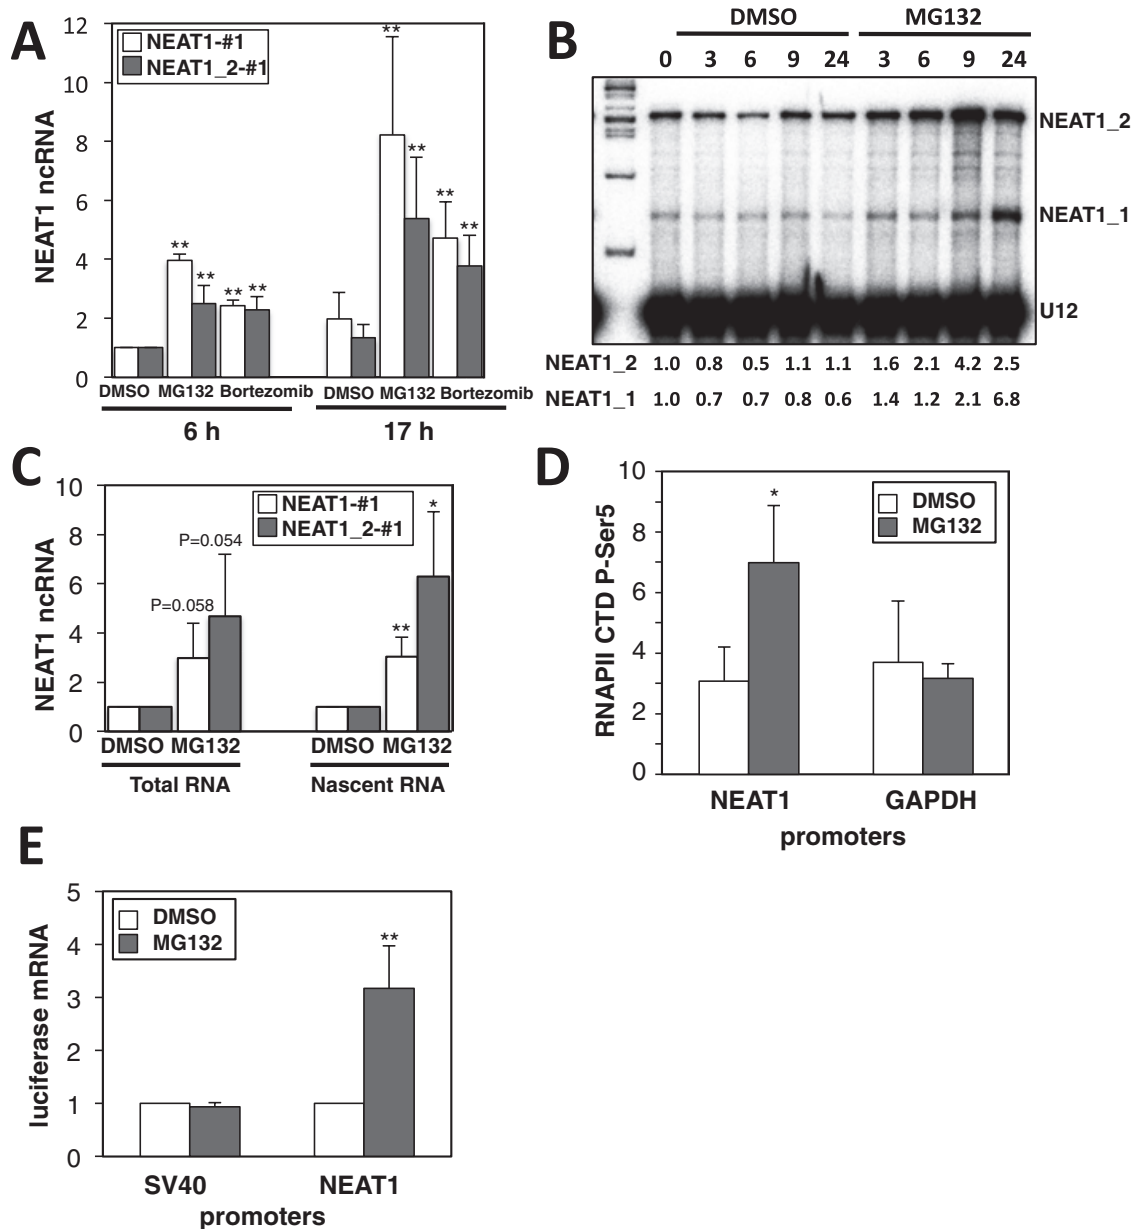 A
NEAT1 ncRNA
12
10
8
6
4
2
0
NEAT1-#1
NEAT1_2-#1
** ** ** ** ** ** ** **
DMSO MG132 Bortezomib DMSO MG132 Bortezomib
6 h 17 h
B
DMSO MG132
0 3 6 9 24 3 6 9 24
NEAT1_2
NEAT1_1
U12
NEAT1_2 1.0 0.8 0.5 1.1 1.1 1.6 2.1 4.2 2.5
NEAT1_1 1.0 0.7 0.7 0.8 0.6 1.4 1.2 2.1 6.8
C
NEAT1 ncRNA
10
8
6
4
2
0
NEAT1-#1
NEAT1_2-#1
P=0.054
P=0.058
** *
DMSO MG132 DMSO MG132
Total RNA Nascent RNA
D
RNAPII CTD P-Ser5
10
8
6
4
2
0
DMSO
MG132
*
NEAT1 GAPDH
promoters
E
luciferase mRNA
5
4
3
2
1
0
DMSO
MG132
**
SV40 NEAT1
promoters